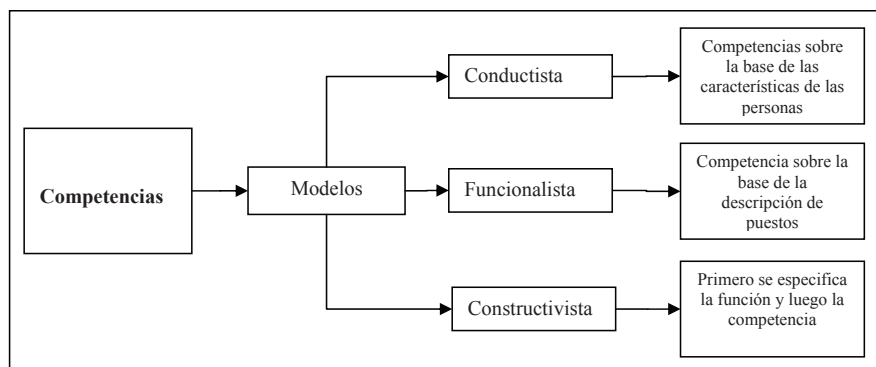 Competencias
Modelos
Conductista
Competencias sobre
la base de las
características de las
personas
Funcionalista
Competencia sobre la
base de la
descripción de
puestos
Constructivista
Primero se especifica
la función y luego la
competencia